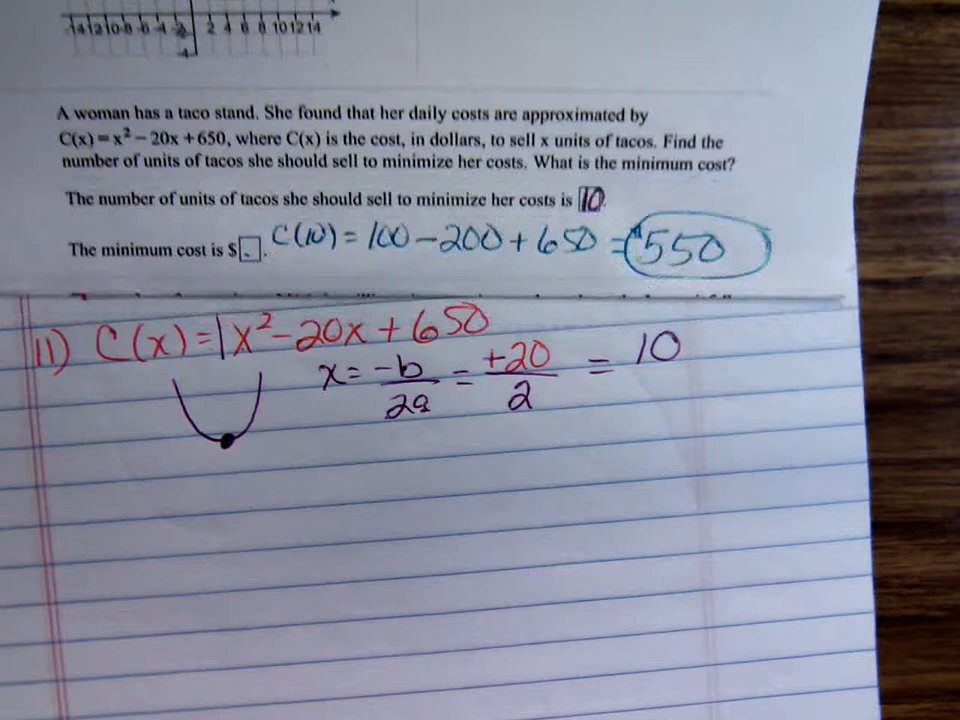 -14-12-10-8 -6 -4 -2 2 4 6 8 10 12 14
-4
A woman has a taco stand. She found that her daily costs are approximated by
C(x) = x² - 20x + 650, where C(x) is the cost, in dollars, to sell x units of tacos. Find the
number of units of tacos she should sell to minimize her costs. What is the minimum cost?
The number of units of tacos she should sell to minimize her costs is 10.
The minimum cost is $ . C(10) = 100 - 200 + 650 = 550
11) C(x) = 1x² - 20x + 650
x = -b/2a = +20/2 = 10